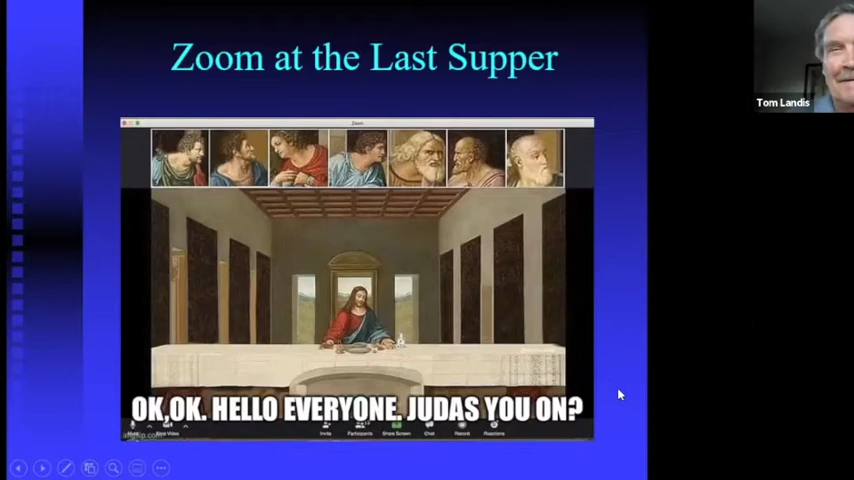 Zoom at the Last Supper
Tom Landis
Zoom
OK,OK. HELLO EVERYONE. JUDAS YOU ON?
Invite
Participants
Share Screen
Chat
Record
Reactions